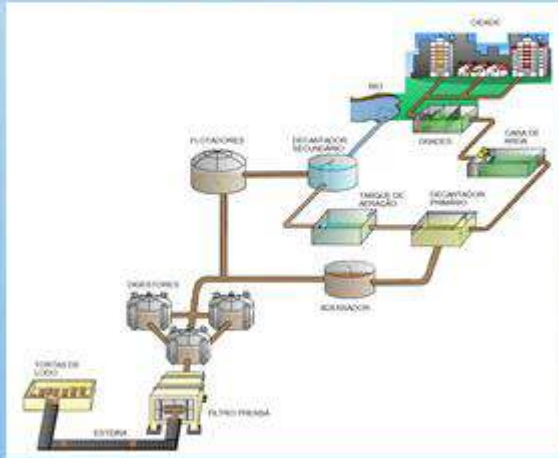 CIDADE
RIO
GRADES
CAIXA DE
AREIA
FLOTADORES
DECANTADOR
SECUNDÁRIO
TANQUE DE
AERAÇÃO
DECANTADOR
PRIMÁRIO
ADENSADOR
DIGESTORES
TORTAS DE
LODO
FILTRO PRENSA
ESTEIRA